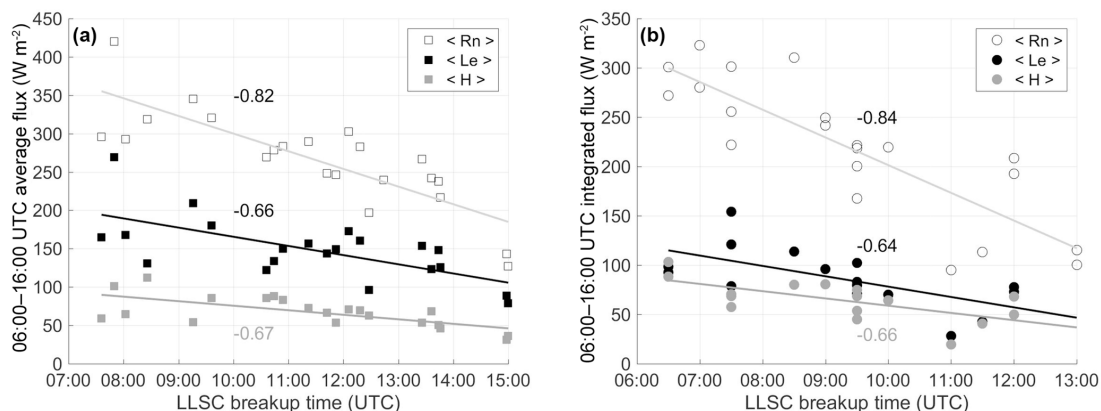 (a)
06:00–16:00 UTC average flux (W m⁻²)
450
400
350
300
250
200
150
100
50
0
< Rn >
< Le >
< H >
-0.82
-0.66
-0.67
07:00 08:00 09:00 10:00 11:00 12:00 13:00 14:00 15:00
LLSC breakup time (UTC)
(b)
06:00–16:00 UTC integrated flux (W m⁻²)
350
300
250
200
150
100
50
0
< Rn >
< Le >
< H >
-0.84
-0.64
-0.66
06:00 07:00 08:00 09:00 10:00 11:00 12:00 13:00
LLSC breakup time (UTC)